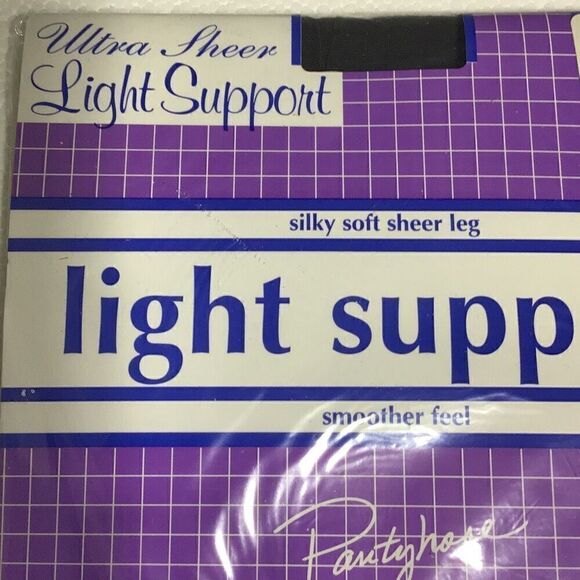 Ultra Sheer
Light Support
silky soft sheer leg
light supp
smoother feel
Pantyhose